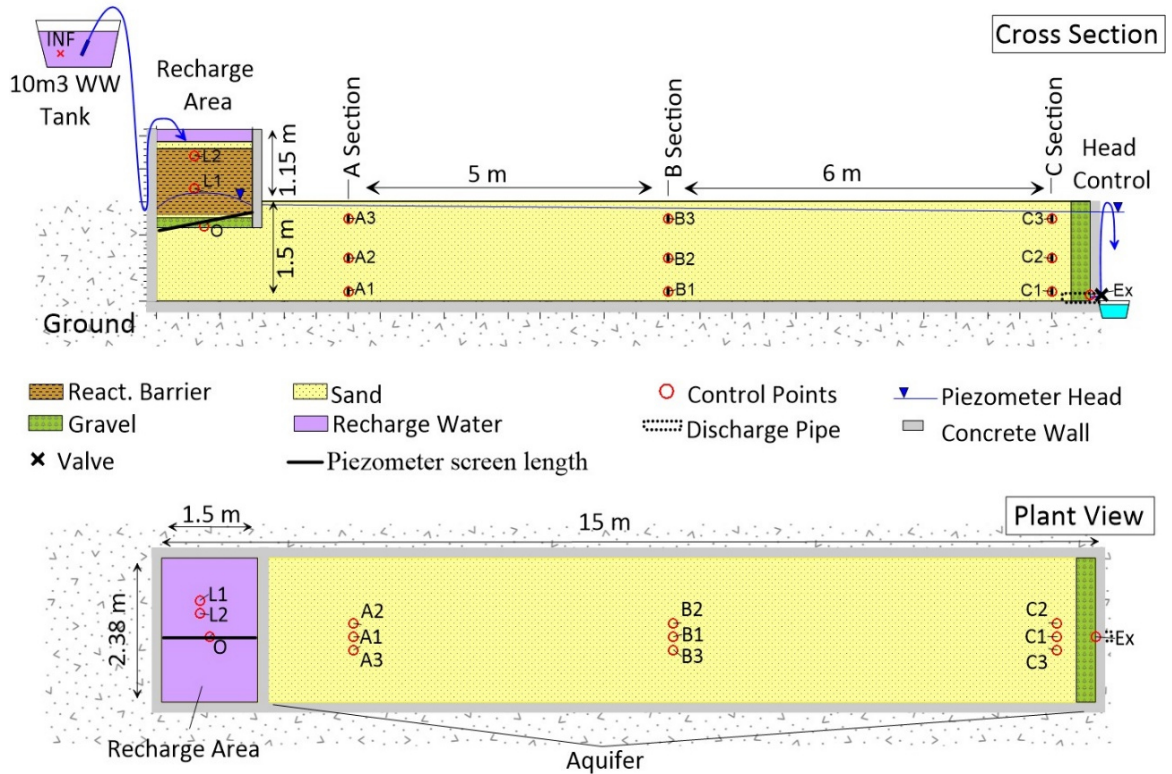 Cross Section
INF
10m3 WW
Tank
Recharge
Area
A Section
B Section
C Section
Head
Control
1.15 m
5 m
6 m
L2
L1
O
1.5 m
A3
B3
C3
A2
B2
C2
A1
B1
C1
Ex
Ground
React. Barrier
Sand
Control Points
Piezometer Head
Gravel
Recharge Water
Discharge Pipe
Concrete Wall
Valve
Piezometer screen length
1.5 m
15 m
Plant View
2.38 m
L1
L2
O
A2
A1
A3
B2
B1
B3
C2
C1
C3
Ex
Recharge Area
Aquifer